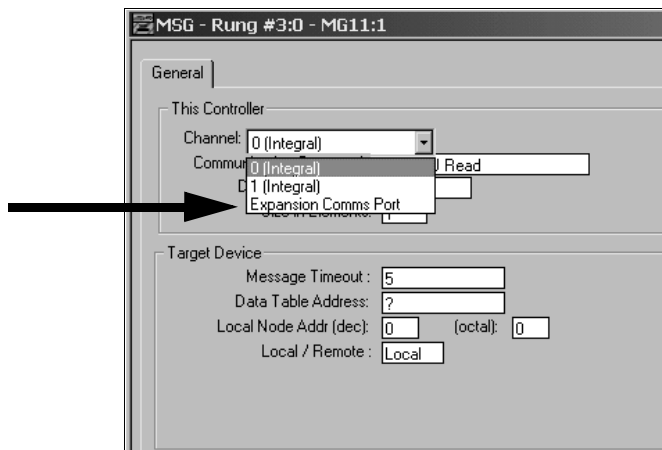 MSG - Rung #3:0 - MG11:1
General
This Controller
Channel: 0 (Integral)
0 (Integral)
Read
1 (Integral)
Expansion Comms Port
Target Device
Message Timeout : 5
Data Table Address: ?
Local Node Addr (dec): 0 (octal): 0
Local / Remote : Local